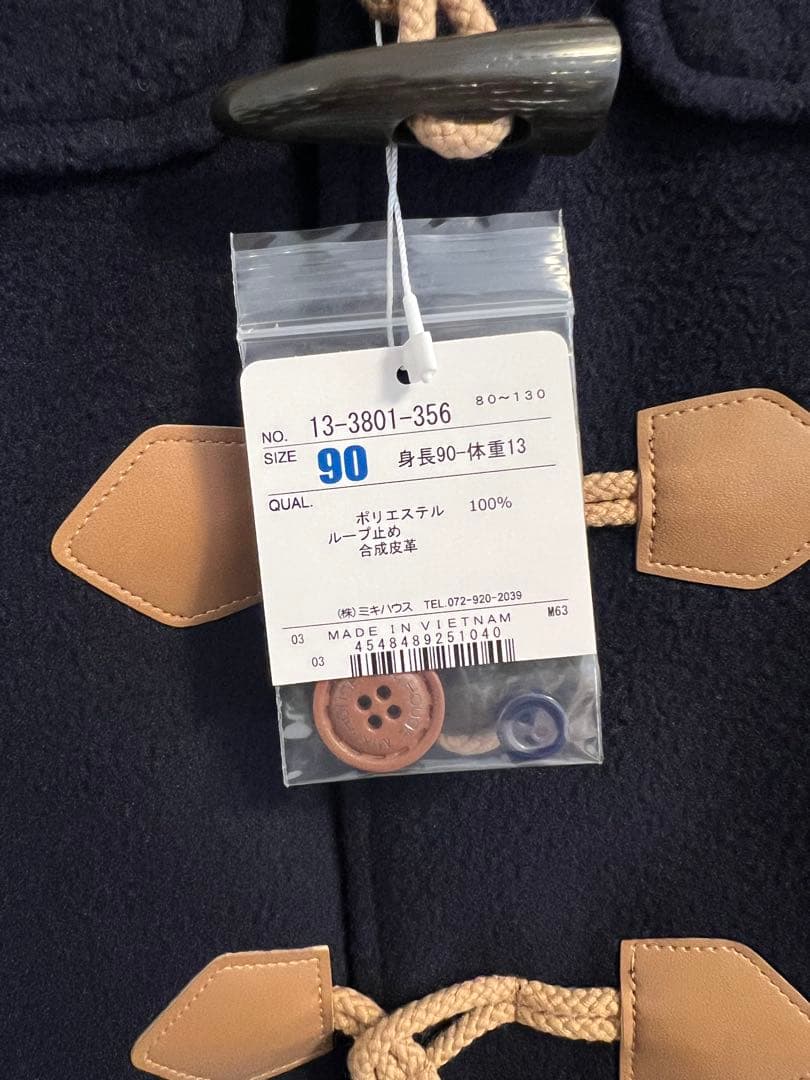 NO. 13-3801-356 80～130
SIZE 90 身長90-体重13
QUAL.
ポリエステル 100%
ループ止め
合成皮革
(株)ミキハウス TEL.072-920-2039
03 MADE IN VIETNAM M63
4548489251040
03